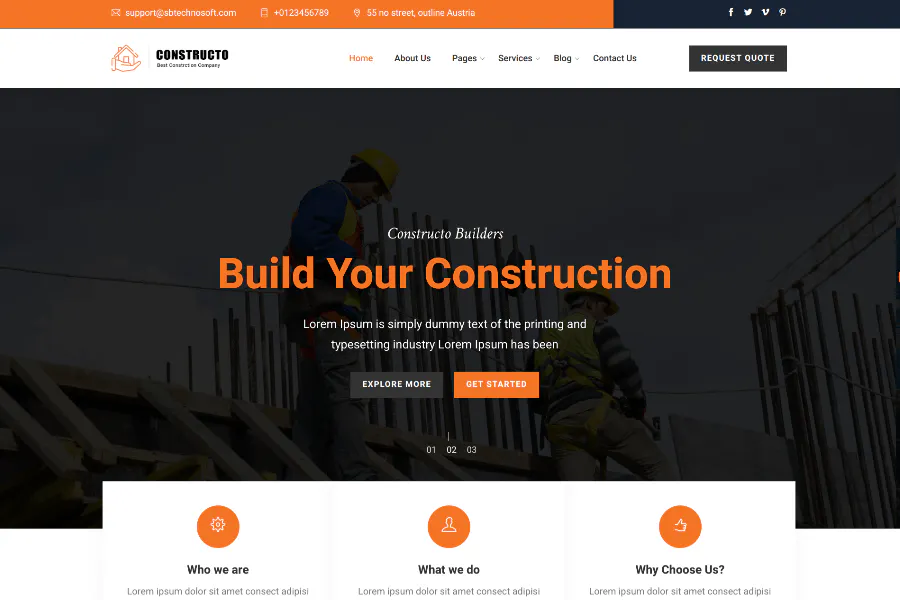 support@sbtechnosoft.com +0123456789 55 no street, outline Austria
CONSTRUCTO
Best Construction Company
Home About Us Pages Services Blog Contact Us
REQUEST QUOTE
Constructo Builders
Build Your Construction
Lorem Ipsum is simply dummy text of the printing and
typesetting industry Lorem Ipsum has been
EXPLORE MORE GET STARTED
01 02 03
Who we are What we do Why Choose Us?
Lorem ipsum dolor sit amet consect adipisi Lorem ipsum dolor sit amet consect adipisi Lorem ipsum dolor sit amet consect adipisi